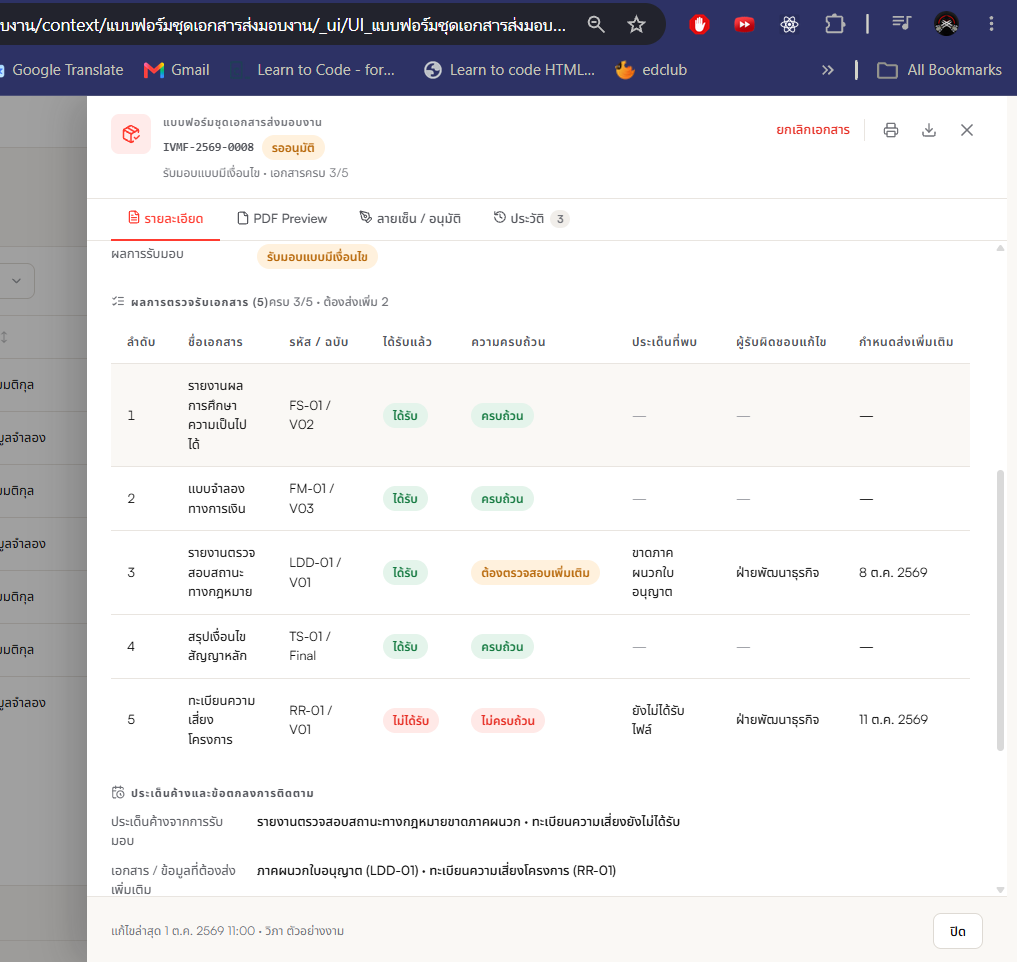 บงาน/context/แบบฟอร์มชุดเอกสารส่งมอบงาน/_ui/UI_แบบฟอร์มชุดเอกสารส่งมอบงาน...
Google Translate
Gmail
Learn to Code - for...
Learn to code HTML...
edclub
»
All Bookmarks
แบบฟอร์มชุดเอกสารส่งมอบงาน
IVMF-2569-0008 รออนุมัติ
รับมอบแบบมีเงื่อนไข • เอกสารครบ 3/5
ยกเลิกเอกสาร
รายละเอียด
PDF Preview
ลายเซ็น / อนุมัติ
ประวัติ 3
ผลการรับมอบ
รับมอบแบบมีเงื่อนไข
ผลการตรวจรับเอกสาร (5)ครบ 3/5 • ต้องส่งเพิ่ม 2
ลำดับ ชื่อเอกสาร รหัส / ฉบับ ได้รับแล้ว ความครบถ้วน ประเด็นที่พบ ผู้รับผิดชอบแก้ไข กำหนดส่งเพิ่มเติม
1
รายงานผล
การศึกษา
ความเป็นไป
ได้
FS-01 /
V02
ได้รับ
ครบถ้วน
—
—
—
2
แบบจำลอง
ทางการเงิน
FM-01 /
V03
ได้รับ
ครบถ้วน
—
—
—
3
รายงานตรวจ
สอบสถานะ
ทางกฎหมาย
LDD-01 /
V01
ได้รับ
ต้องตรวจสอบเพิ่มเติม
ขาดภาค
ผนวกใบ
อนุญาต
ฝ่ายพัฒนาธุรกิจ
8 ต.ค. 2569
4
สรุปเงื่อนไข
สัญญาหลัก
TS-01 /
Final
ได้รับ
ครบถ้วน
—
—
—
5
ทะเบียนความ
เสี่ยง
โครงการ
RR-01 /
V01
ไม่ได้รับ
ไม่ครบถ้วน
ยังไม่ได้รับ
ไฟล์
ฝ่ายพัฒนาธุรกิจ
11 ต.ค. 2569
ประเด็นค้างและข้อตกลงการติดตาม
ประเด็นค้างจากการรับ
มอบ
รายงานตรวจสอบสถานะทางกฎหมายขาดภาคผนวก • ทะเบียนความเสี่ยงยังไม่ได้รับ
เอกสาร / ข้อมูลที่ต้องส่ง
เพิ่มเติม
ภาคผนวกใบอนุญาต (LDD-01) • ทะเบียนความเสี่ยงโครงการ (RR-01)
แก้ไขล่าสุด 1 ต.ค. 2569 11:00 • วิภา ตัวอย่างงาม
ปิด